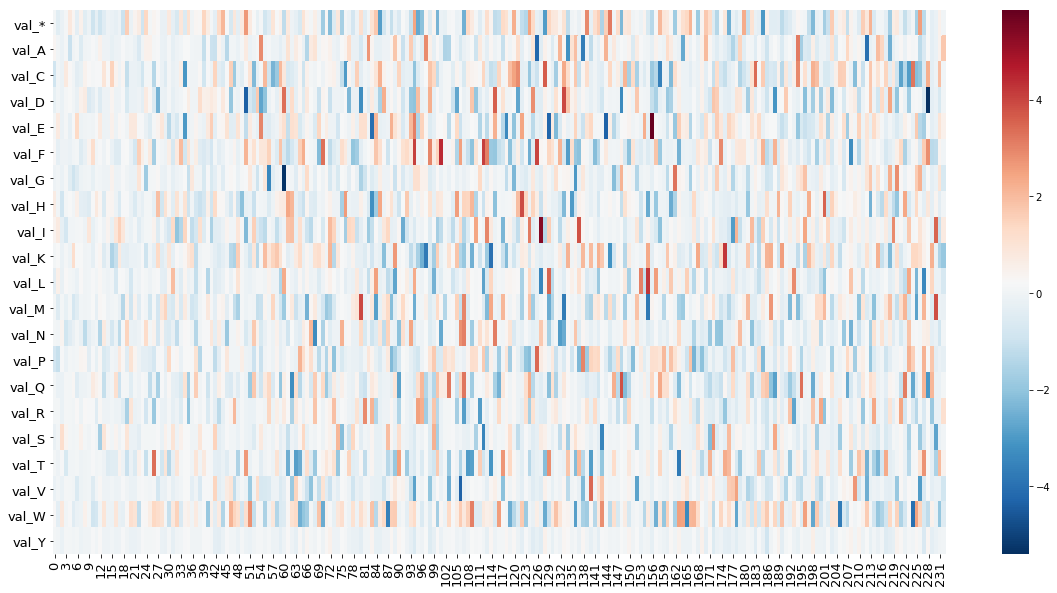 val_*
val_A
val_C
val_D
val_E
val_F
val_G
val_H
val_I
val_K
val_L
val_M
val_N
val_P
val_Q
val_R
val_S
val_T
val_V
val_W
val_Y
0 3 6 9 12 15 18 21 24 27 30 33 36 39 42 45 48 51 54 57 60 63 66 69 72 75 78 81 84 87 90 93 96 99 102 105 108 111 114 117 120 123 126 129 132 135 138 141 144 147 150 153 156 159 162 165 168 171 174 177 180 183 186 189 192 195 198 201 204 207 210 213 216 219 222 225 228 231
4
2
0
−2
−4